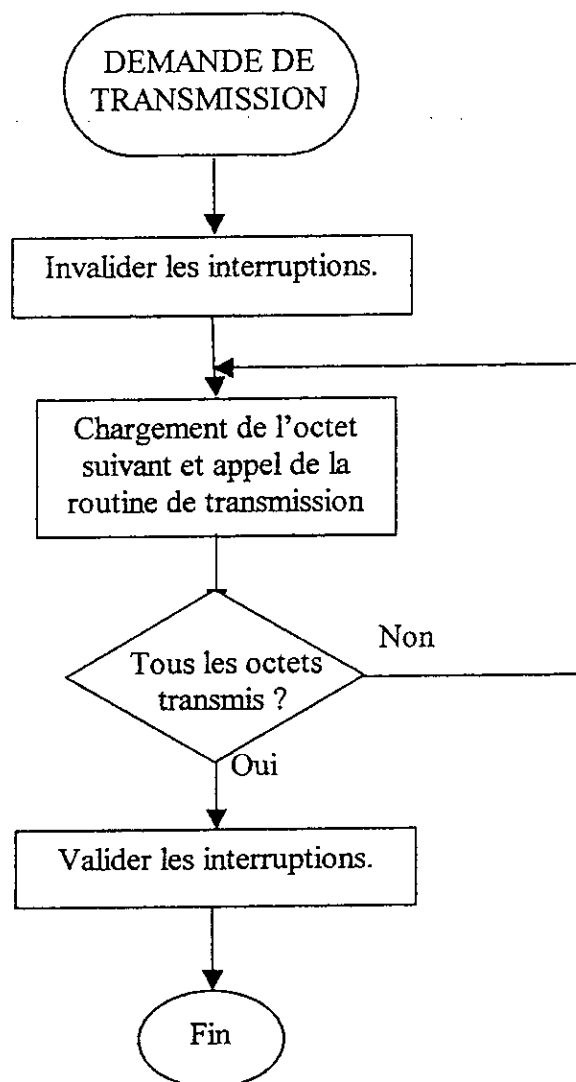 DEMANDE DE
TRANSMISSION
Invalider les interruptions.
Chargement de l'octet
suivant et appel de la
routine de transmission
Non
Tous les octets
transmis ?
Oui
Valider les interruptions.
Fin